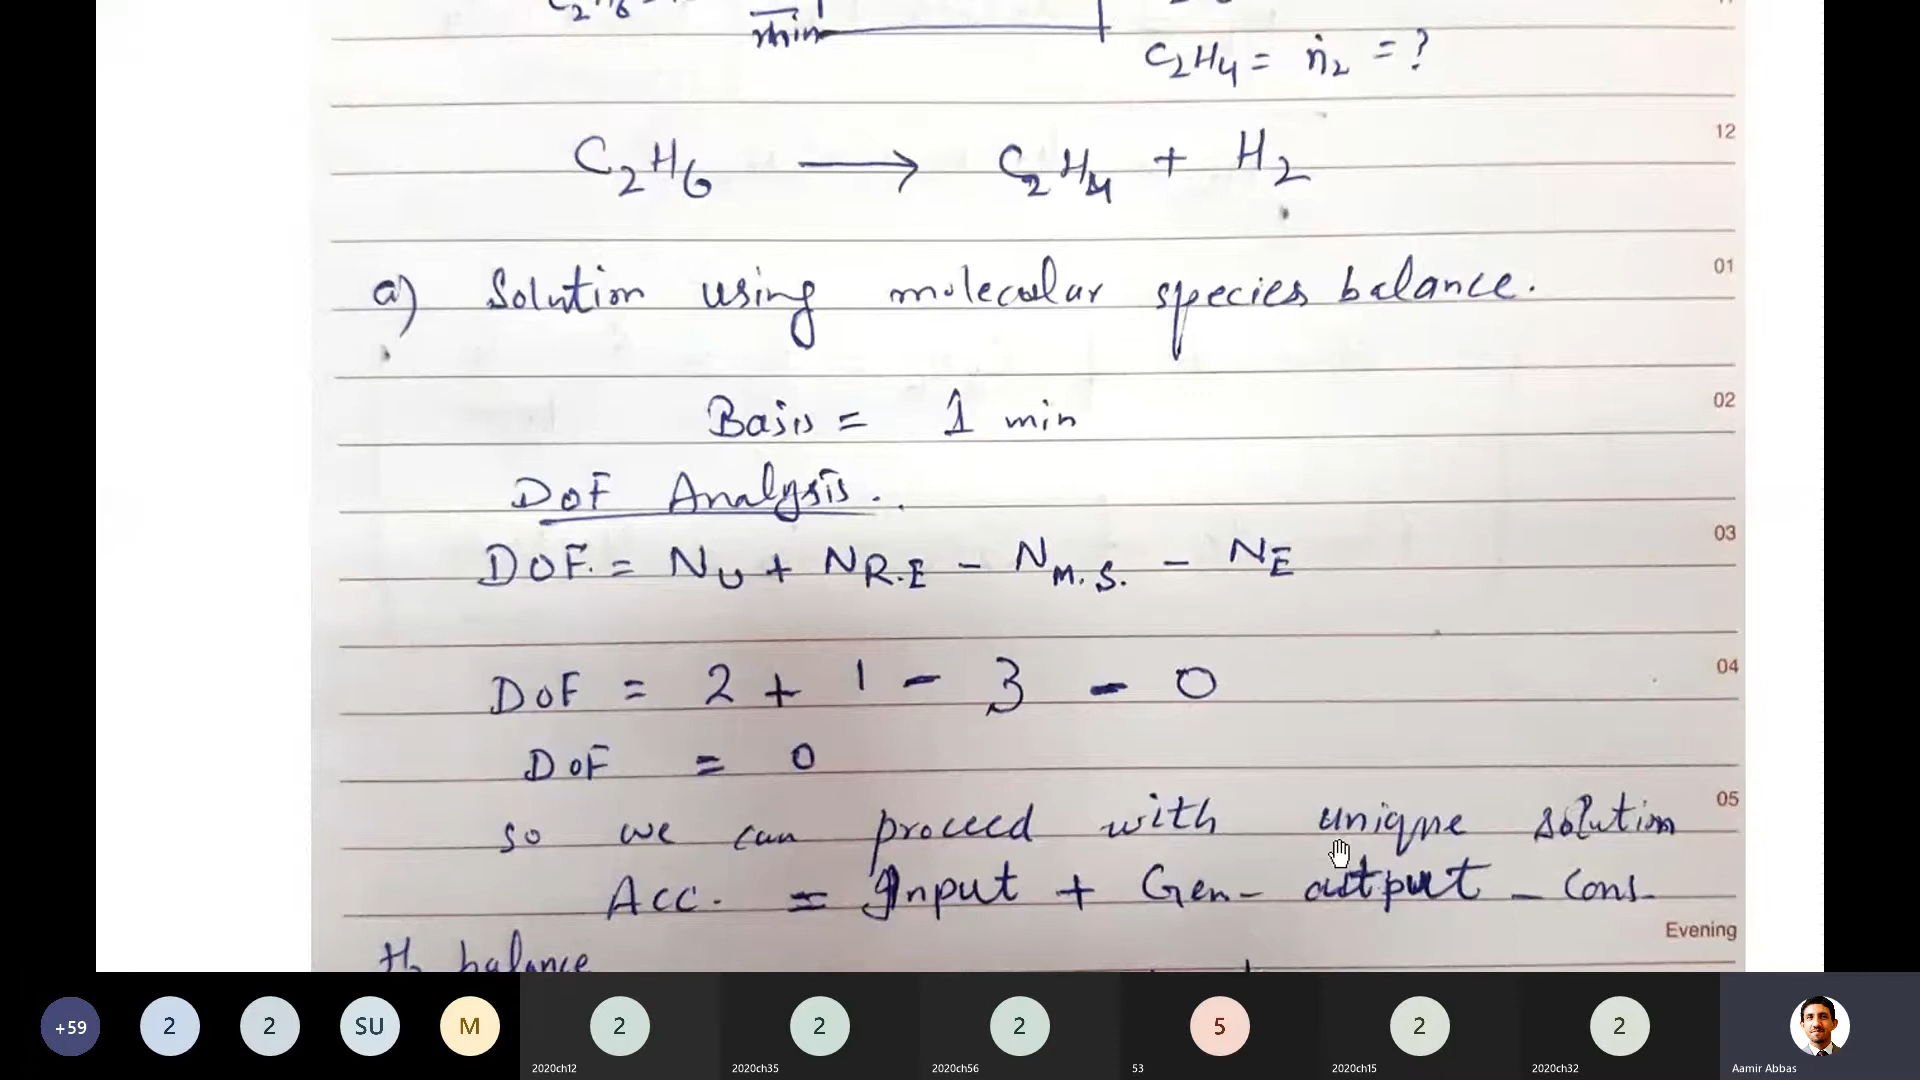 min
C2H4 = ṅ2 = ?
12
C2H6 → C2H4 + H2
a) Solution using molecular species balance.
01
Basis = 1 min
02
DOF Analysis.
DOF. = NU + NR.E - NM.S. - NE
03
DOF = 2 + 1 - 3 - 0
04
DOF = 0
so we can proceed with unique solution
05
Acc. = Input + Gen - output - Cons.
Evening
H2 balance
+59 2 2 SU M 2 2 2 5 2 2
2020ch12 2020ch35 2020ch56 53 2020ch15 2020ch32 Aamir Abbas